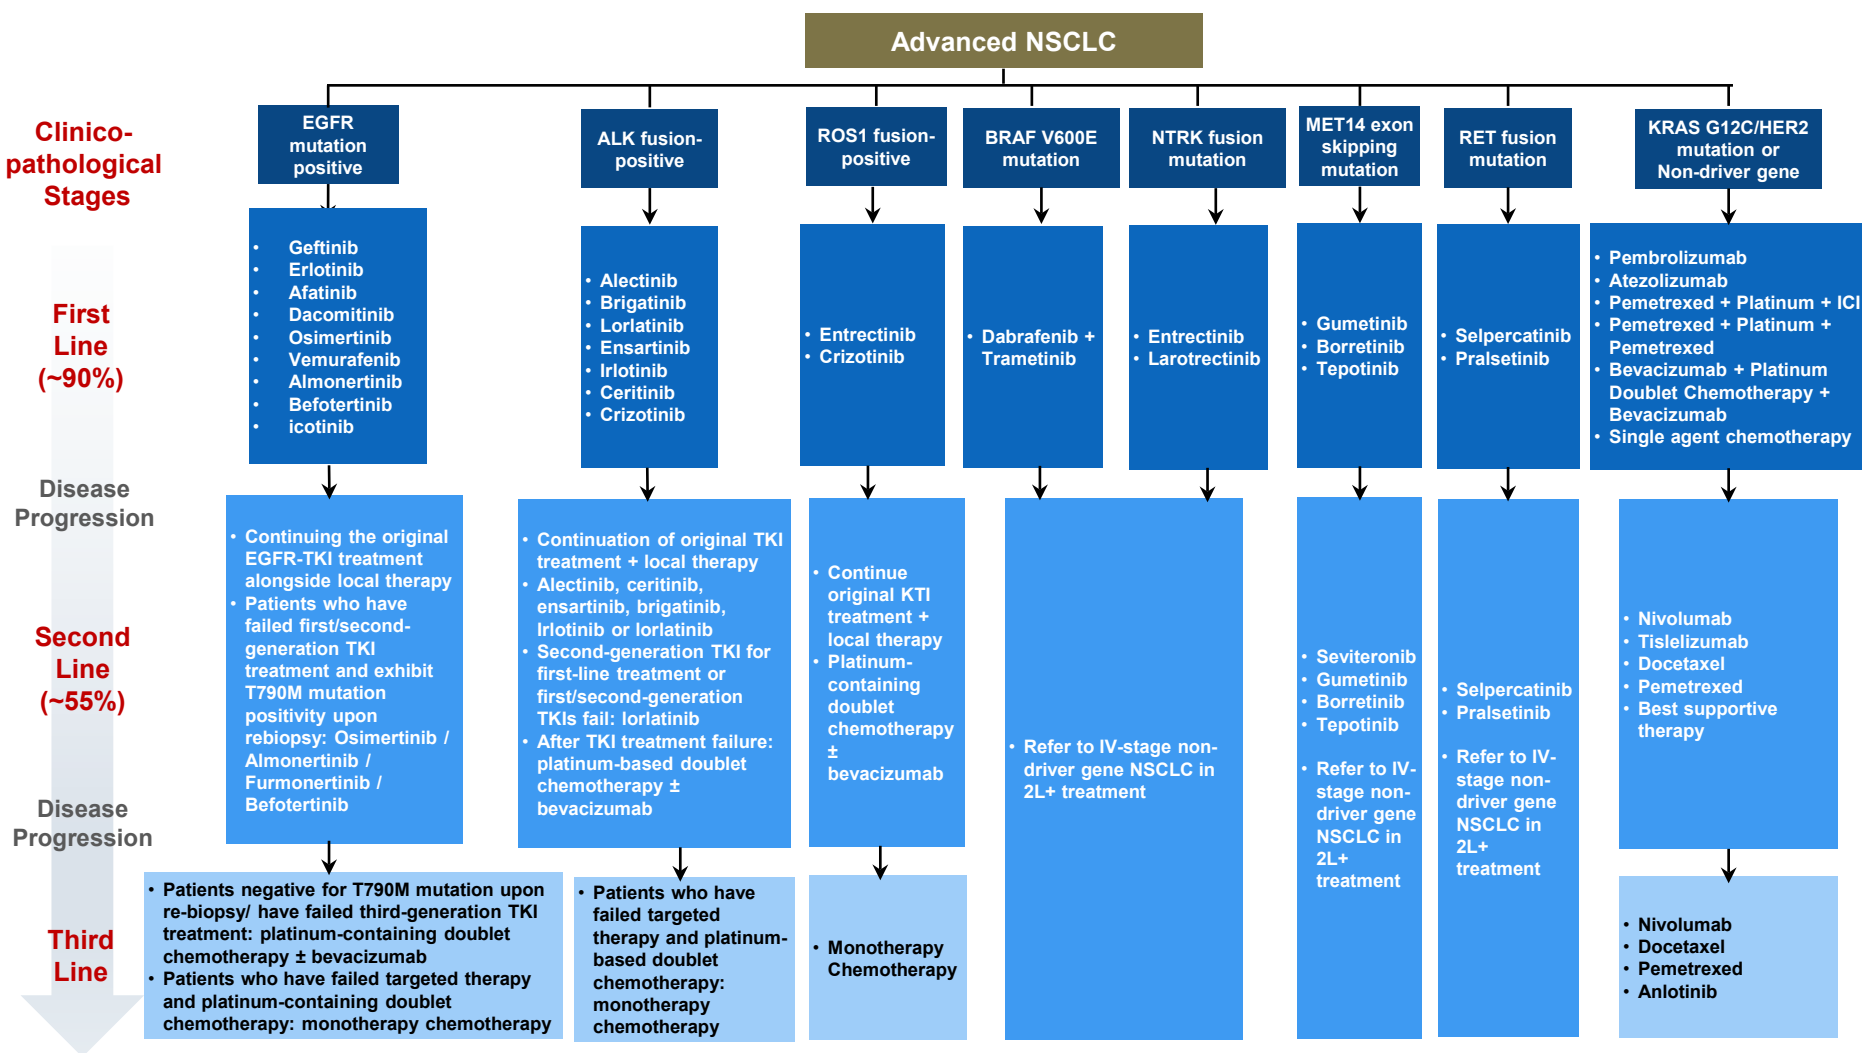 Advanced NSCLC
Clinico-
pathological
Stages
EGFR
mutation
positive
ALK fusion-
positive
ROS1 fusion-
positive
BRAF V600E
mutation
NTRK fusion
mutation
MET14 exon
skipping
mutation
RET fusion
mutation
KRAS G12C/HER2
mutation or
Non-driver gene
First
Line
(~90%)
• Geftinib
• Erlotinib
• Afatinib
• Dacomitinib
• Osimertinib
• Vemurafenib
• Almonertinib
• Befotertinib
• icotinib
• Alectinib
• Brigatinib
• Lorlatinib
• Ensartinib
• Irlotinib
• Ceritinib
• Crizotinib
• Entrectinib
• Crizotinib
• Dabrafenib +
Trametinib
• Entrectinib
• Larotrectinib
• Gumetinib
• Borretinib
• Tepotinib
• Selpercatinib
• Pralsetinib
• Pembrolizumab
• Atezolizumab
• Pemetrexed + Platinum + ICI
• Pemetrexed + Platinum +
Pemetrexed
• Bevacizumab + Platinum
Doublet Chemotherapy +
Bevacizumab
• Single agent chemotherapy
Disease
Progression
Second
Line
(~55%)
• Continuing the original
EGFR-TKI treatment
alongside local therapy
• Patients who have
failed first/second-
generation TKI
treatment and exhibit
T790M mutation
positivity upon
rebiopsy: Osimertinib /
Almonertinib /
Furmonertinib /
Befotertinib
• Continuation of original TKI
treatment + local therapy
• Alectinib, ceritinib,
ensartinib, brigatinib,
Irlotinib or lorlatinib
• Second-generation TKI for
first-line treatment or
first/second-generation
TKIs fail: lorlatinib
• After TKI treatment failure:
platinum-based doublet
chemotherapy ±
bevacizumab
• Continue
original KTI
treatment +
local therapy
• Platinum-
containing
doublet
chemotherapy
±
bevacizumab
• Refer to IV-stage non-
driver gene NSCLC in
2L+ treatment
• Seviteronib
• Gumetinib
• Borretinib
• Tepotinib
• Refer to IV-
stage non-
driver gene
NSCLC in
2L+
treatment
• Selpercatinib
• Pralsetinib
• Refer to IV-
stage non-
driver gene
NSCLC in
2L+
treatment
• Nivolumab
• Tislelizumab
• Docetaxel
• Pemetrexed
• Best supportive
therapy
Disease
Progression
Third
Line
• Patients negative for T790M mutation upon
re-biopsy/ have failed third-generation TKI
treatment: platinum-containing doublet
chemotherapy ± bevacizumab
• Patients who have failed targeted therapy
and platinum-containing doublet
chemotherapy: monotherapy chemotherapy
• Patients who have
failed targeted
therapy and platinum-
based doublet
chemotherapy:
monotherapy
chemotherapy
• Monotherapy
Chemotherapy
• Nivolumab
• Docetaxel
• Pemetrexed
• Anlotinib